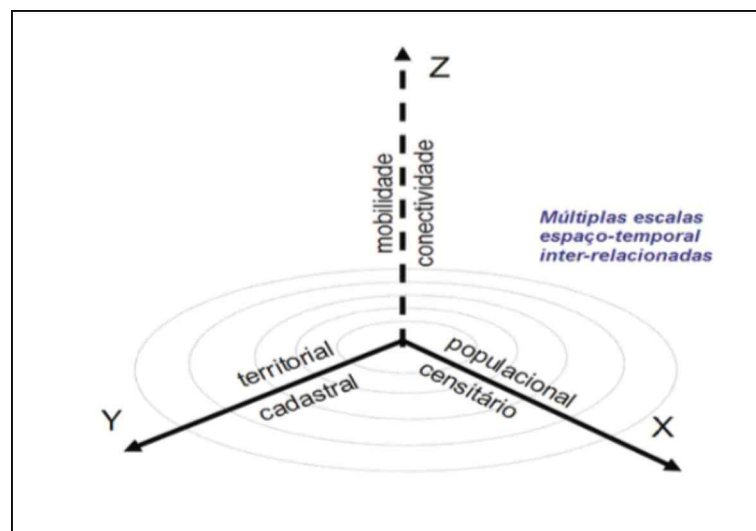 Z
mobilidade
conectividade
Múltiplas escalas
espaço-temporal
inter-relacionadas
territorial
cadastral
populacional
censitário
Y
X